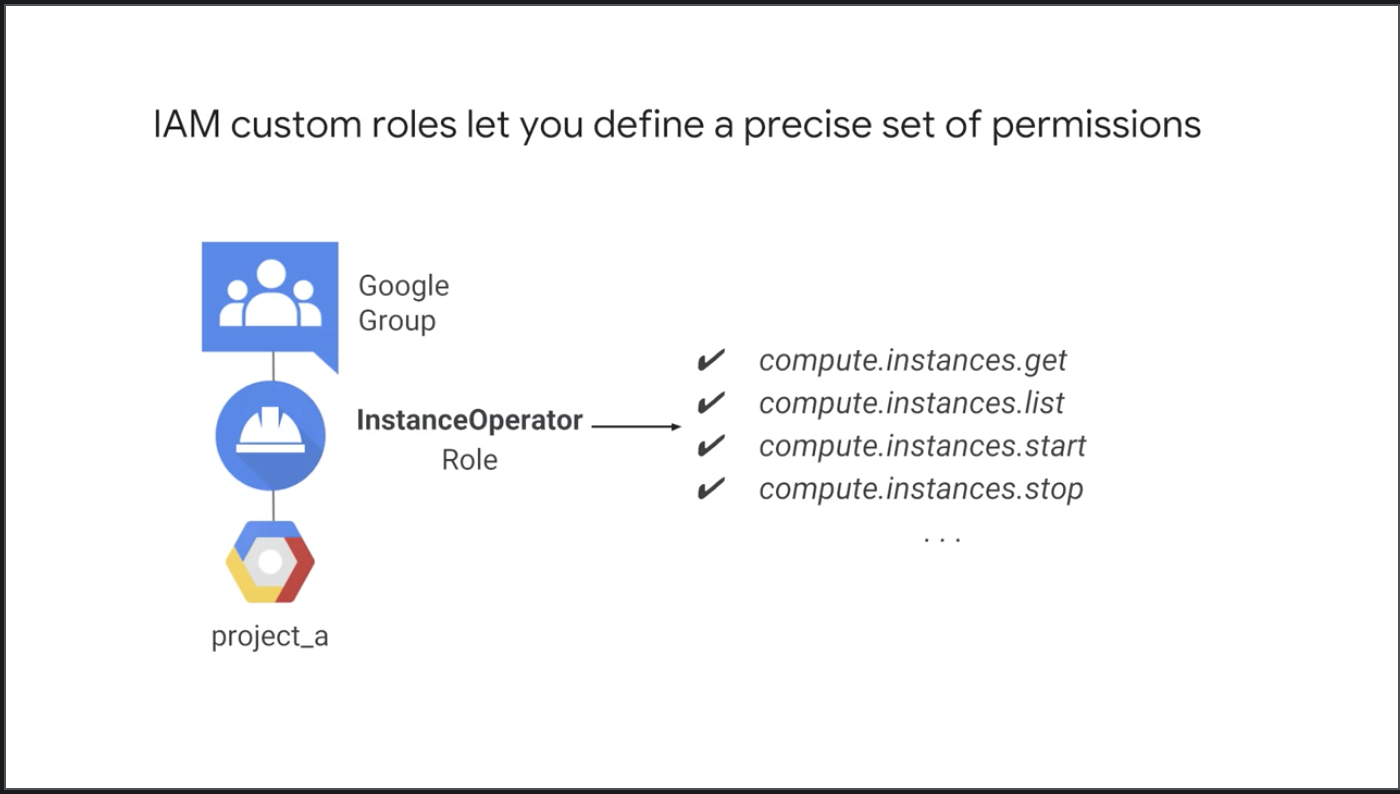 IAM custom roles let you define a precise set of permissions
Google
Group
InstanceOperator
Role
✔ compute.instances.get
✔ compute.instances.list
✔ compute.instances.start
✔ compute.instances.stop
. . .
project_a